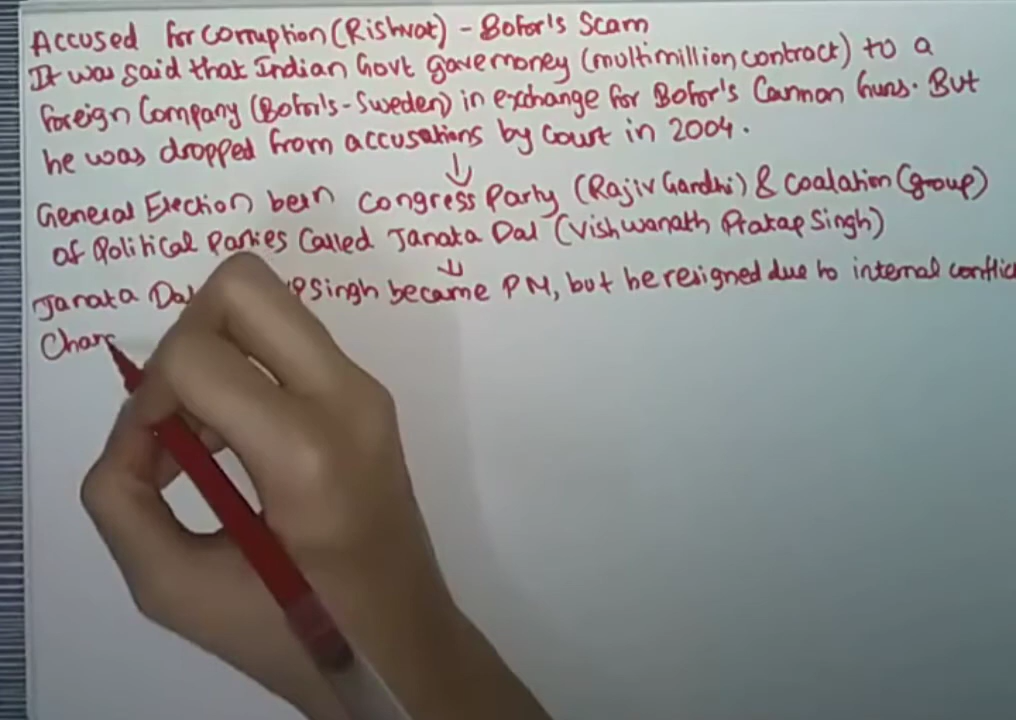 Accused for Corruption (Rishvat) - Bofor's Scam
It was said that Indian Govt gave money (multimillion contract) to a
foreign Company (Bofor's - Sweden) in exchange for Bofor's Cannon Guns. But
he was dropped from accusations by Court in 2004.
↓
General Election betn Congress Party (Rajiv Gandhi) & Coalation (group)
of Political Parties Called Janata Dal (Vishwanath Pratap Singh)
↓
Janata Dal P Singh became PM, but he resigned due to internal conflic
Chan